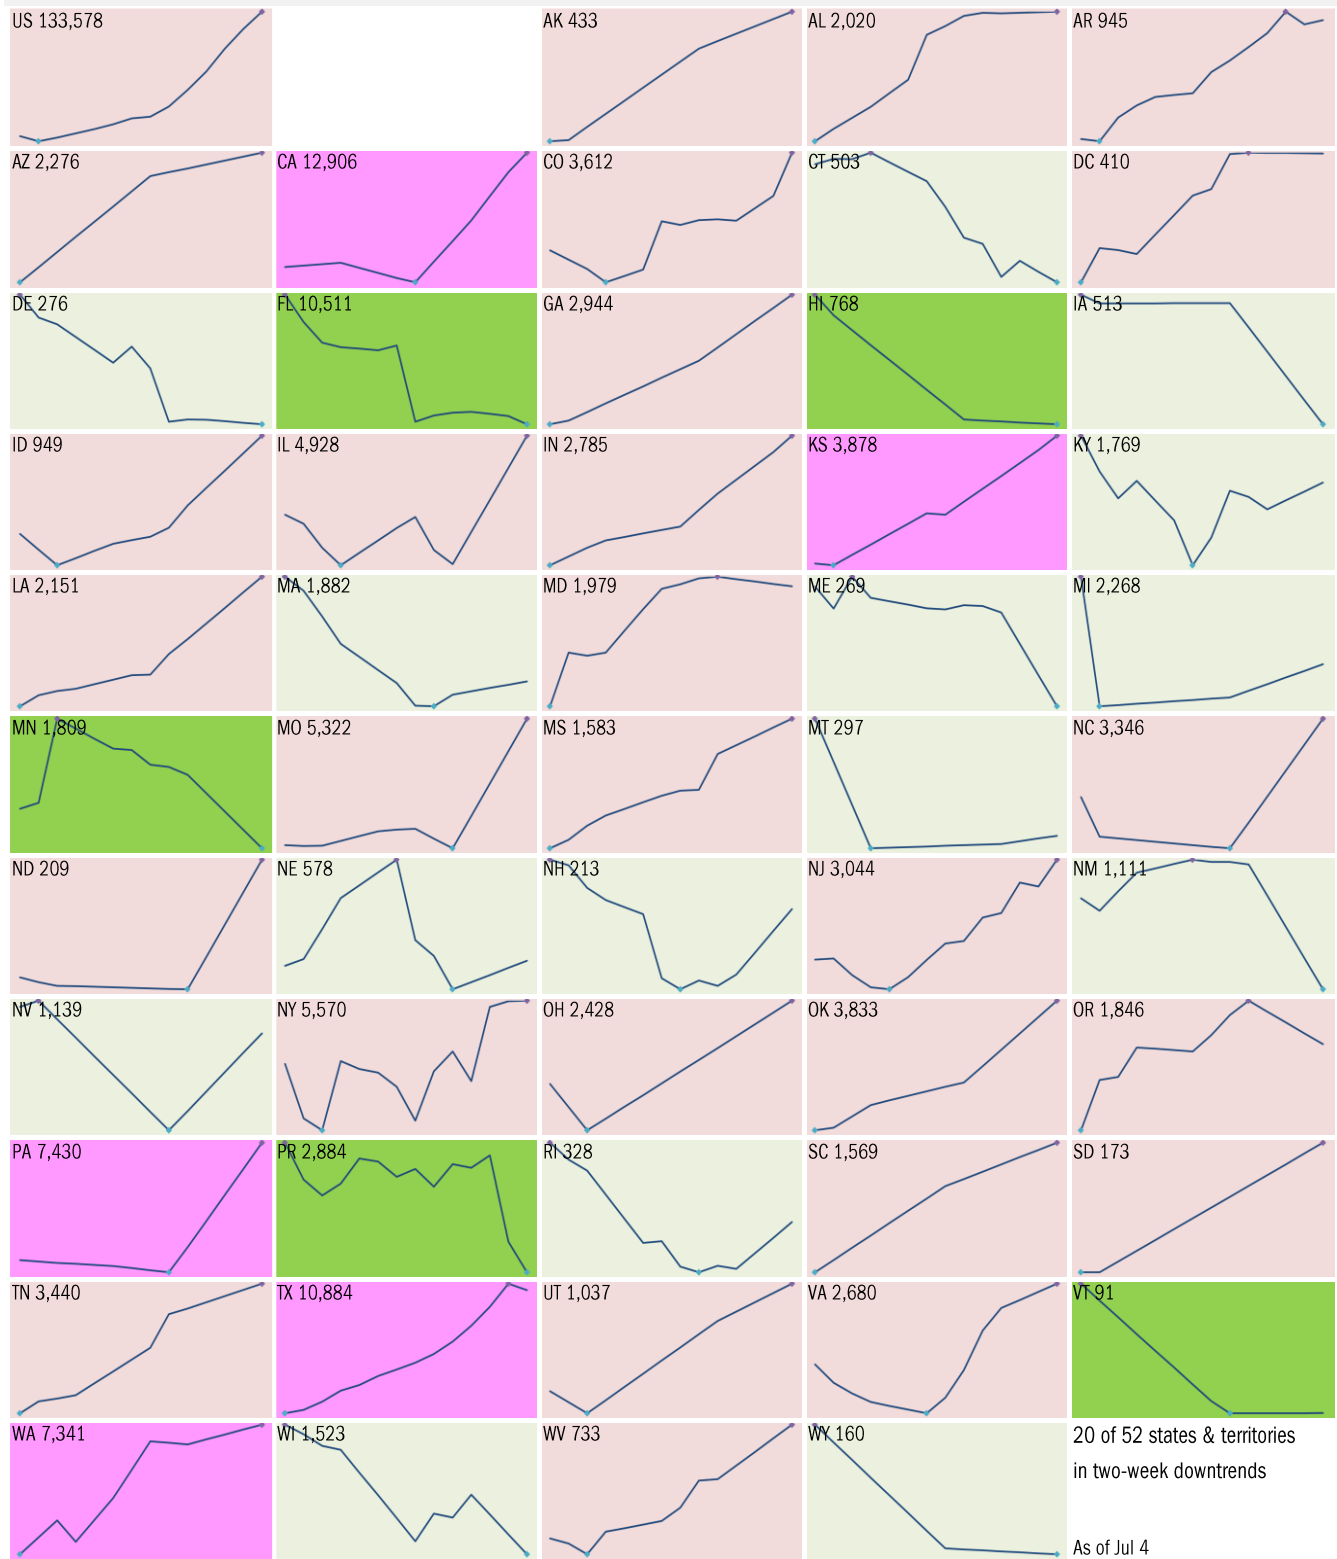 US 133,578
AK 433
AL 2,020
AR 945
AZ 2,276
CA 12,906
CO 3,612
CT 503
DC 410
DE 276
FL 10,511
GA 2,944
HI 768
IA 513
ID 949
IL 4,928
IN 2,785
KS 3,878
KY 1,769
LA 2,151
MA 1,882
MD 1,979
ME 269
MI 2,268
MN 1,809
MO 5,322
MS 1,583
MT 297
NC 3,346
ND 209
NE 578
NH 213
NJ 3,044
NM 1,111
NV 1,139
NY 5,570
OH 2,428
OK 3,833
OR 1,846
PA 7,430
PR 2,884
RI 328
SC 1,569
SD 173
TN 3,440
TX 10,884
UT 1,037
VA 2,680
VT 91
WA 7,341
WI 1,523
WV 733
WY 160
20 of 52 states & territories
in two-week downtrends
As of Jul 4